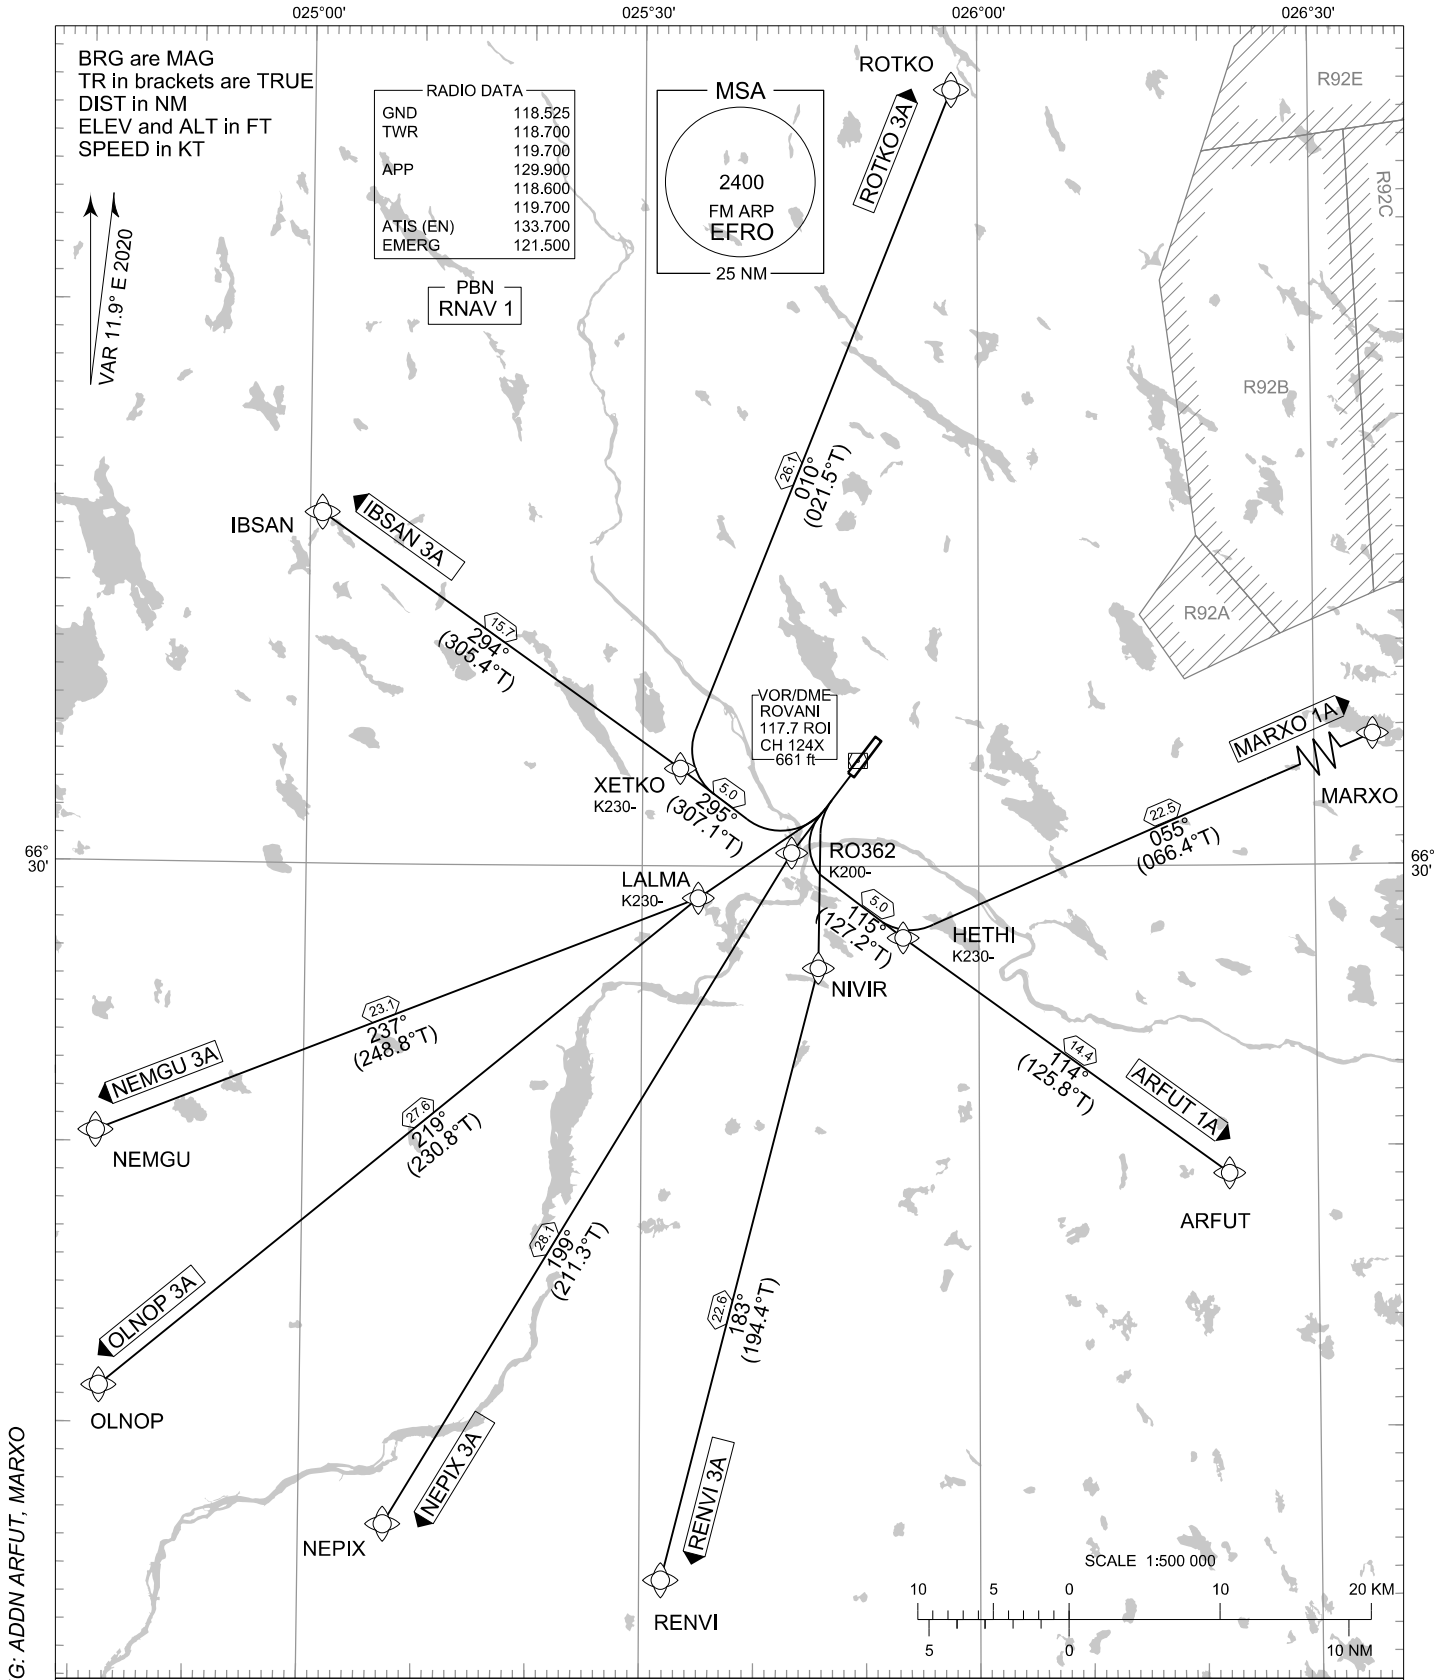 025°00'
025°30'
026°00'
026°30'
BRG are MAG
TR in brackets are TRUE
DIST in NM
ELEV and ALT in FT
SPEED in KT
VAR 11.9° E 2020
RADIO DATA
GND 118.525
TWR 118.700
119.700
APP 129.900
118.600
119.700
ATIS (EN) 133.700
EMERG 121.500
PBN
RNAV 1
MSA
2400
FM ARP
EFRO
25 NM
ROTKO
ROTKO 3A
R92E
R92C
R92B
R92A
26.1
010°
(021.5°T)
IBSAN
IBSAN 3A
15.7
294°
(305.4°T)
VOR/DME
ROVANI
117.7 ROI
CH 124X
661 ft
XETKO
K230-
5.0
295°
(307.1°T)
MARXO 1A
MARXO
22.5
055°
(066.4°T)
66°
30'
66°
30'
RO362
K200-
LALMA
K230-
5.0
115°
(127.2°T)
HETHI
K230-
NIVIR
23.1
237°
(248.8°T)
NEMGU 3A
NEMGU
14.4
114°
(125.8°T)
ARFUT 1A
ARFUT
27.6
219°
(230.8°T)
OLNOP 3A
OLNOP
28.1
199°
(211.3°T)
22.6
183°
(194.4°T)
NEPIX 3A
NEPIX
RENVI 3A
RENVI
SCALE 1:500 000
10 5 0 10 20 KM
5 0 10 NM
G: ADDN ARFUT, MARXO